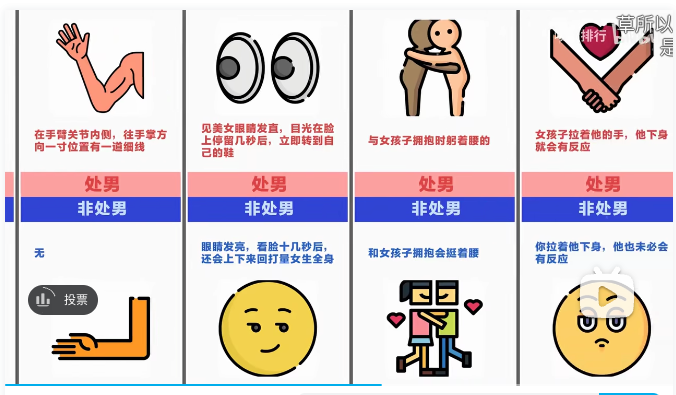 草所以
排行
是
在手臂关节内侧，往手掌方
向一寸位置有一道细线
见美女眼睛发直，目光在脸
上停留几秒后，立即转到自
己的鞋
与女孩子拥抱时躬着腰的
女孩子拉着他的手，他下身
就会有反应
处男
处男
处男
处男
非处男
非处男
非处男
非处男
无
眼睛发亮，看脸十几秒后，
还会上下来回打量女生全身
和女孩子拥抱会挺着腰
你拉着他下身，他也未必会
有反应
投票